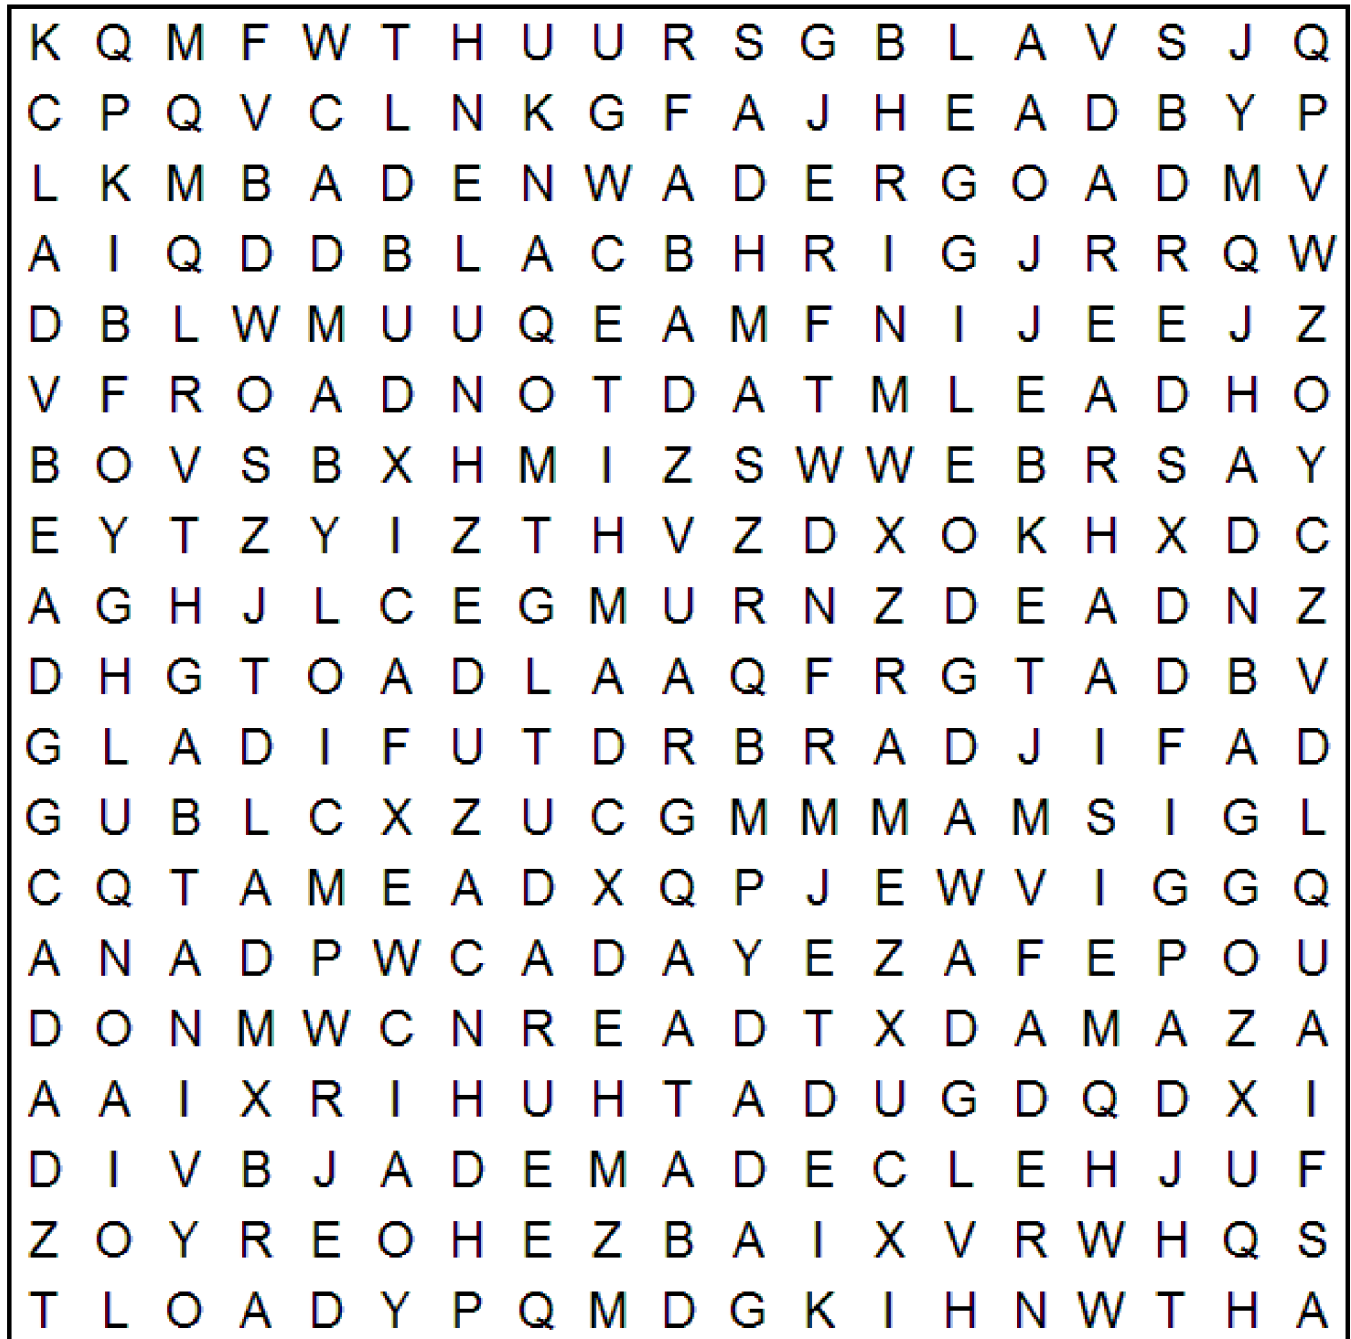 K Q M F W T H U U R S G B L A V S J Q
C P Q V C L N K G F A J H E A D B Y P
L K M B A D E N W A D E R G O A D M V
A I Q D D B L A C B H R I G J R R Q W
D B L W M U U Q E A M F N I J E E J Z
V F R O A D N O T D A T M L E A D H O
B O V S B X H M I Z S W W E B R S A Y
E Y T Z Y I Z T H V Z D X O K H X D C
A G H J L C E G M U R N Z D E A D N Z
D H G T O A D L A A Q F R G T A D B V
G L A D I F U T D R B R A D J I F A D
G U B L C X Z U C G M M M A M S I G L
C Q T A M E A D X Q P J E W V I G G Q
A N A D P W C A D A Y E Z A F E P O U
D O N M W C N R E A D T X D A M A Z A
A A I X R I H U H T A D U G D Q D X I
D I V B J A D E M A D E C L E H J U F
Z O Y R E O H E Z B A I X V R W H Q S
T L O A D Y P Q M D G K I H N W T H A